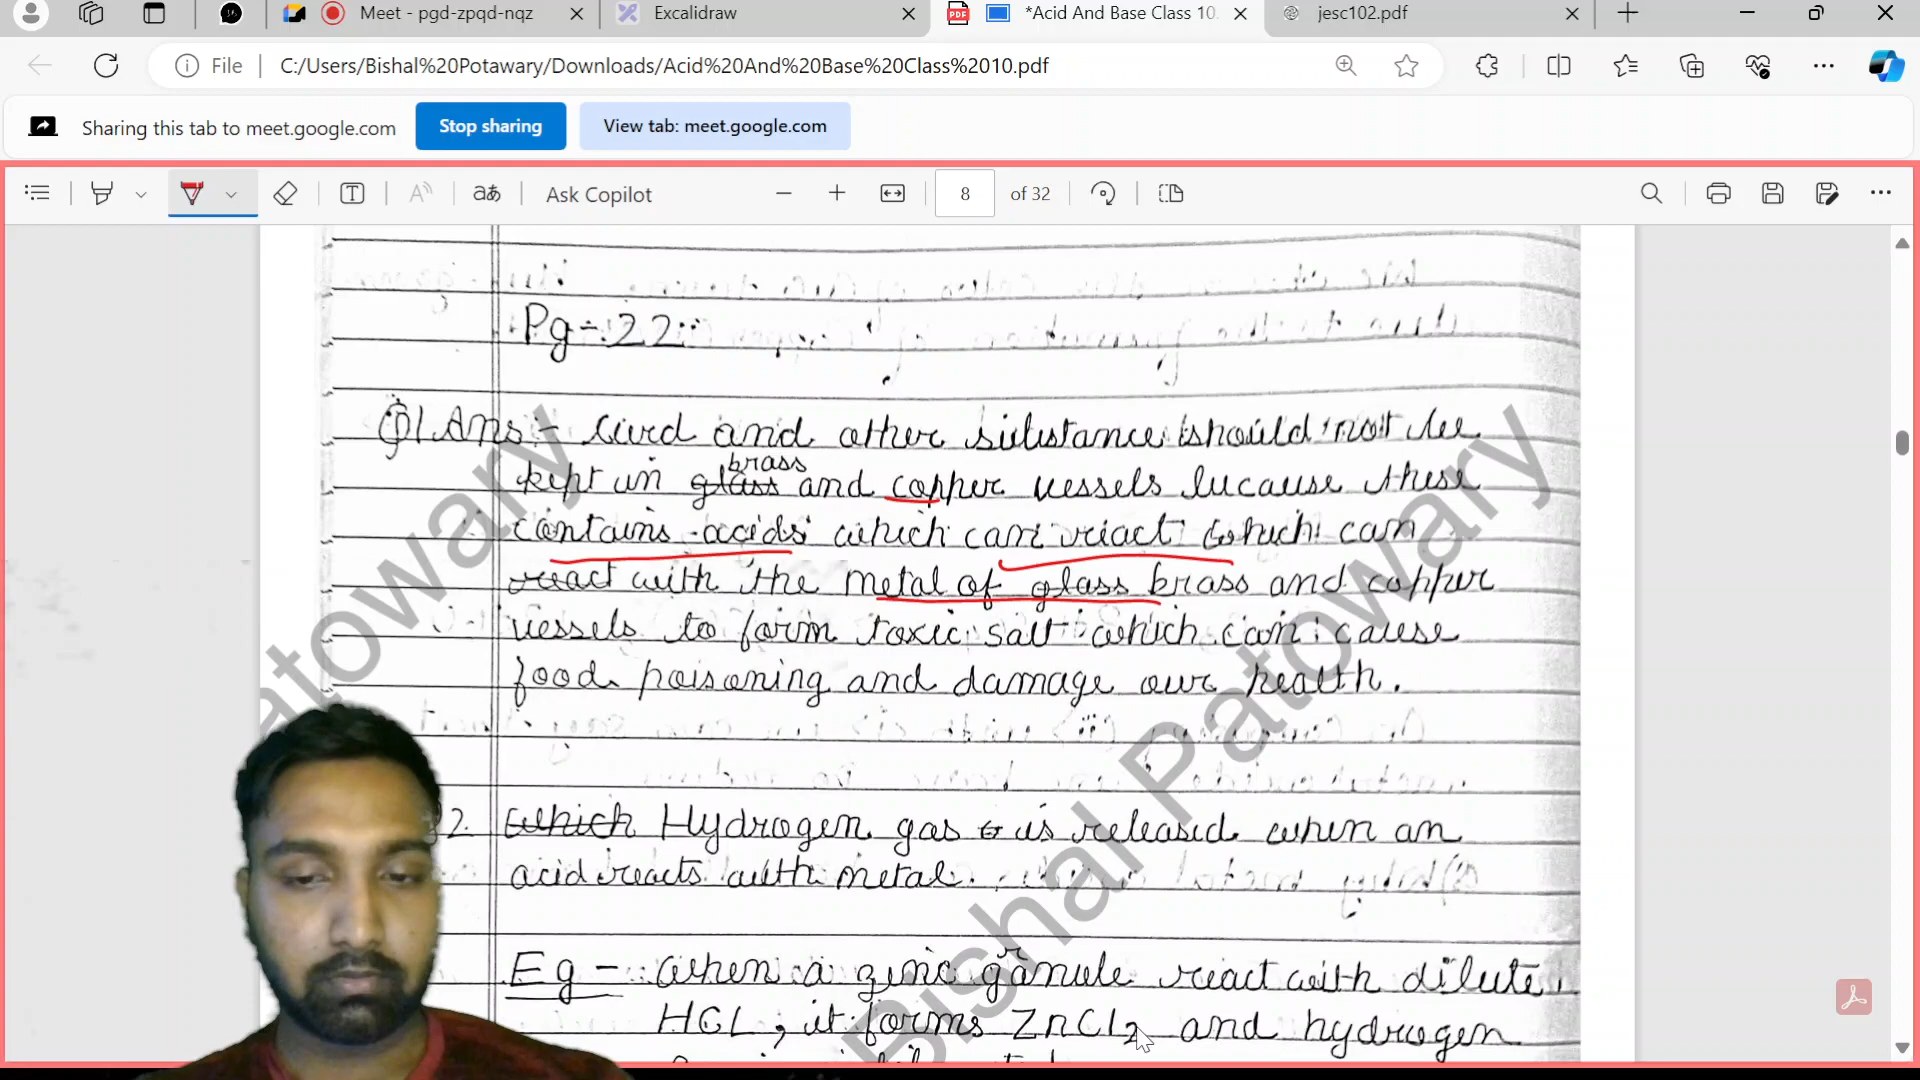 Meet - pgd-zpqd-nqz
Excalidraw
*Acid And Base Class 10.
jesc102.pdf
File
C:/Users/Bishal%20Potawary/Downloads/Acid%20And%20Base%20Class%2010.pdf
Sharing this tab to meet.google.com
Stop sharing
View tab: meet.google.com
Ask Copilot
8 of 32
Pg - 22
Q1. Ans :- Curd and other substance should not be
brass
kept in glass and copper vessels because these
contains acids which can react which can
react with the metal of glass brass and copper
vessels to form toxic salt which can cause
food poisoning and damage our health.
2. which Hydrogen gas is released when an
acid reacts with metal.
Eg - when a zinc granule react with dilute
HCL, it forms ZnCl2 and hydrogen
Bishal Patowary